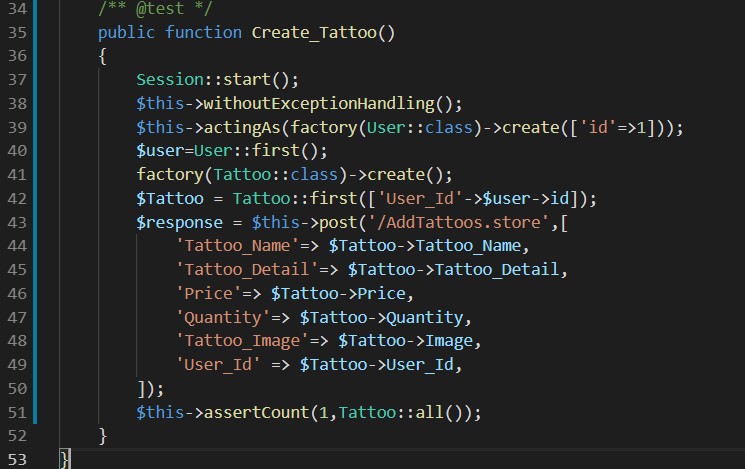 34 /** @test */
35 public function Create_Tattoo()
36 {
37 Session::start();
38 $this->withoutExceptionHandling();
39 $this->actingAs(factory(User::class)->create(['id'=>1]));
40 $user=User::first();
41 factory(Tattoo::class)->create();
42 $Tattoo = Tattoo::first(['User_Id'->$user->id]);
43 $response = $this->post('/AddTattoos.store',[
44 'Tattoo_Name'=> $Tattoo->Tattoo_Name,
45 'Tattoo_Detail'=> $Tattoo->Tattoo_Detail,
46 'Price'=> $Tattoo->Price,
47 'Quantity'=> $Tattoo->Quantity,
48 'Tattoo_Image'=> $Tattoo->Image,
49 'User_Id' => $Tattoo->User_Id,
50 ]);
51 $this->assertCount(1,Tattoo::all());
52 }
53 }